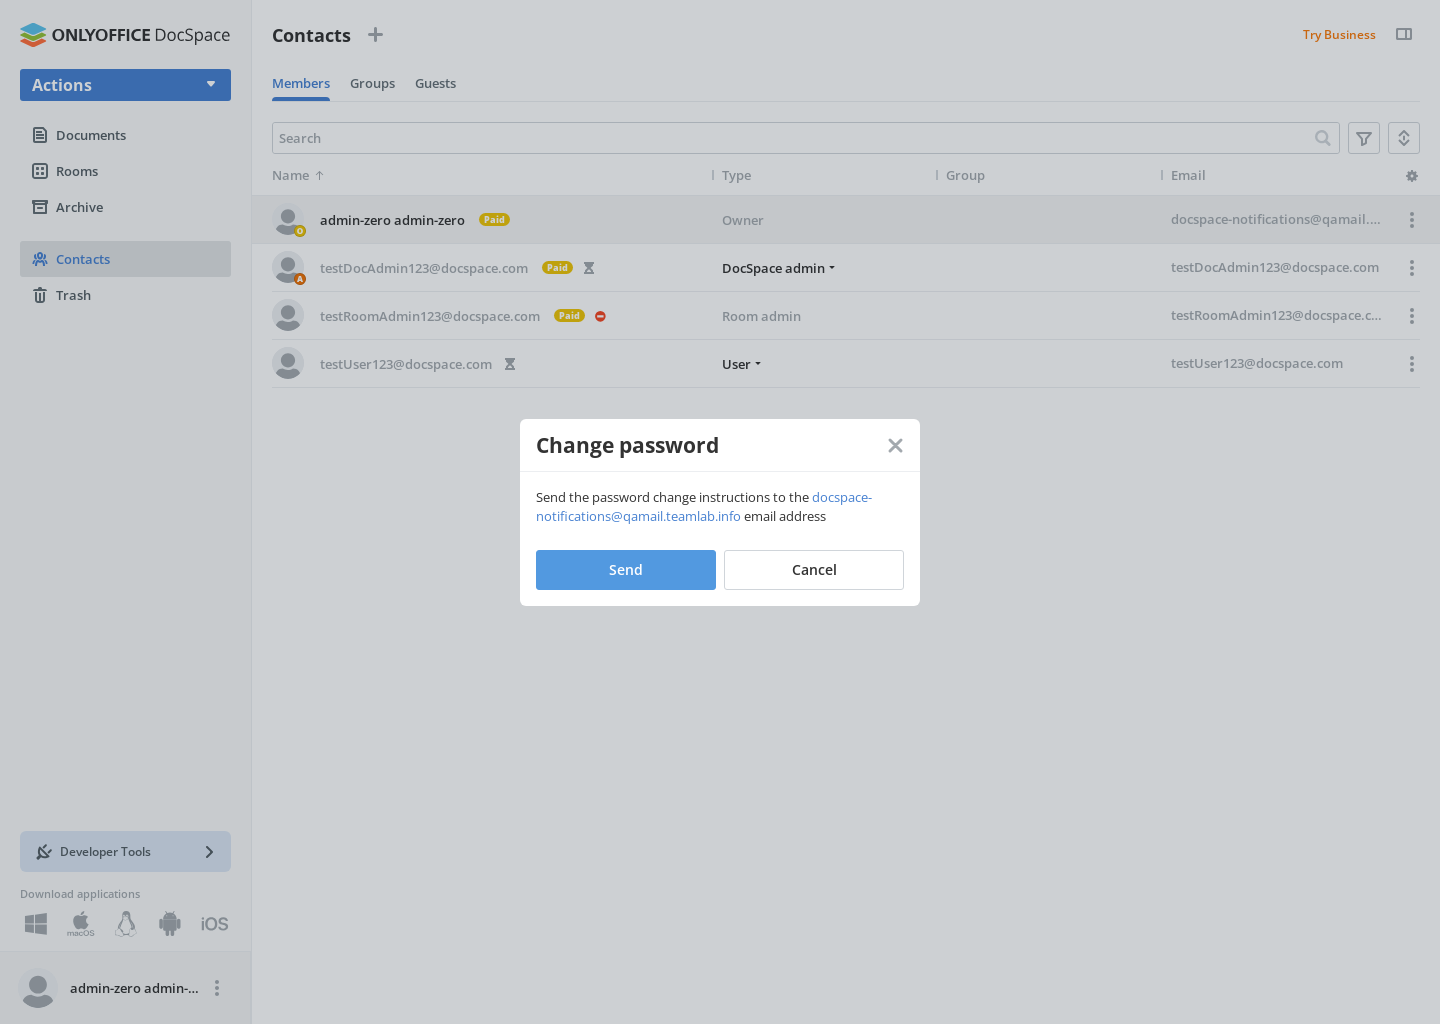 ONLYOFFICE DocSpace
Actions
Documents
Rooms
Archive
Contacts
Trash
Developer Tools
Download applications
macOS
iOS
admin-zero admin-...
Contacts
Try Business
Members Groups Guests
Search
Name Type Group Email
O
admin-zero admin-zero Paid Owner docspace-notifications@qamail....
A
testDocAdmin123@docspace.com Paid DocSpace admin testDocAdmin123@docspace.com
testRoomAdmin123@docspace.com Paid Room admin testRoomAdmin123@docspace.c...
testUser123@docspace.com User testUser123@docspace.com
Change password
Send the password change instructions to the docspace-
notifications@qamail.teamlab.info email address
Send Cancel